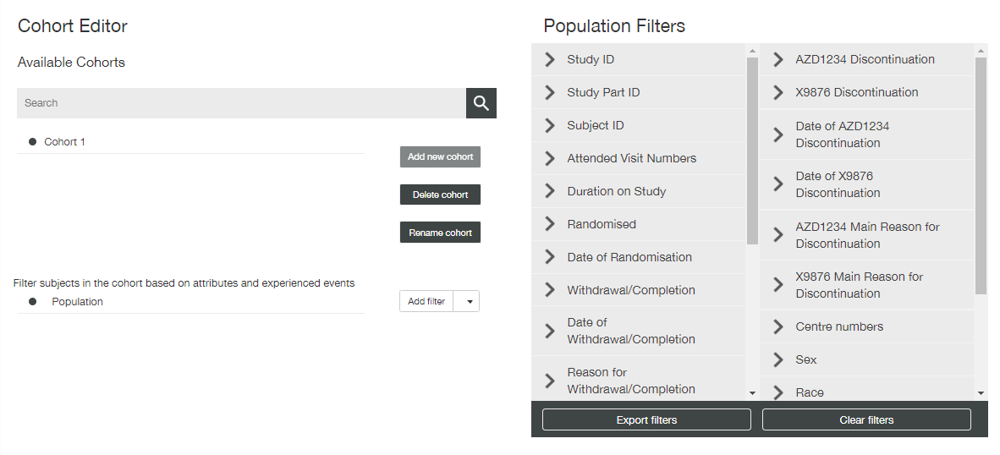 Cohort Editor
Available Cohorts
Search
Cohort 1
Add new cohort
Delete cohort
Rename cohort
Filter subjects in the cohort based on attributes and experienced events
Population
Add filter
Population Filters
Study ID
Study Part ID
Subject ID
Attended Visit Numbers
Duration on Study
Randomised
Date of Randomisation
Withdrawal/Completion
Date of
Withdrawal/Completion
Reason for
Withdrawal/Completion
AZD1234 Discontinuation
X9876 Discontinuation
Date of AZD1234
Discontinuation
Date of X9876
Discontinuation
AZD1234 Main Reason for
Discontinuation
X9876 Main Reason for
Discontinuation
Centre numbers
Sex
Race
Export filters
Clear filters